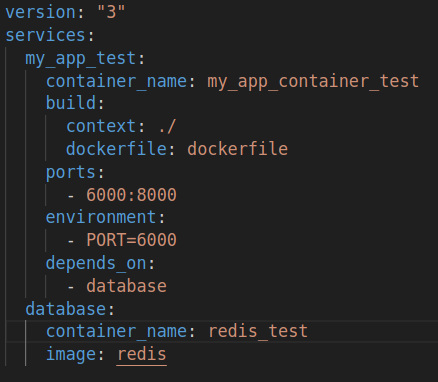 version: "3"
services:
  my_app_test:
    container_name: my_app_container_test
    build:
      context: ./
      dockerfile: dockerfile
    ports:
      - 6000:8000
    environment:
      - PORT=6000
    depends_on:
      - database
  database:
    container_name: redis_test
    image: redis